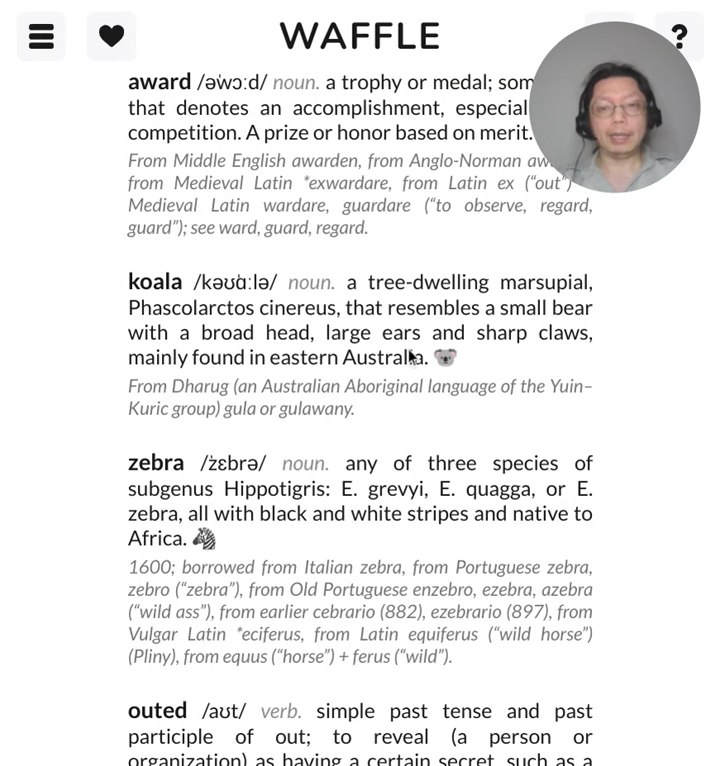 WAFFLE
?
award /əˈwɔːd/ noun. a trophy or medal; som
that denotes an accomplishment, especial
competition. A prize or honor based on merit.
From Middle English awarden, from Anglo-Norman aw
from Medieval Latin *exwardare, from Latin ex (“out”)
Medieval Latin wardare, guardare (“to observe, regard,
guard”); see ward, guard, regard.
koala /kəʊˈɑːlə/ noun. a tree-dwelling marsupial,
Phascolarctos cinereus, that resembles a small bear
with a broad head, large ears and sharp claws,
mainly found in eastern Australia. 🐨
From Dharug (an Australian Aboriginal language of the Yuin–
Kuric group) gula or gulawany.
zebra /ˈzɛbrə/ noun. any of three species of
subgenus Hippotigris: E. grevyi, E. quagga, or E.
zebra, all with black and white stripes and native to
Africa. 🦓
1600; borrowed from Italian zebra, from Portuguese zebra,
zebro (“zebra”), from Old Portuguese enzebro, ezebra, azebra
(“wild ass”), from earlier cebrario (882), ezebrario (897), from
Vulgar Latin *eciferus, from Latin equiferus (“wild horse”)
(Pliny), from equus (“horse”) + ferus (“wild”).
outed /aʊt/ verb. simple past tense and past
participle of out; to reveal (a person or
organization) as having a certain secret, such as a